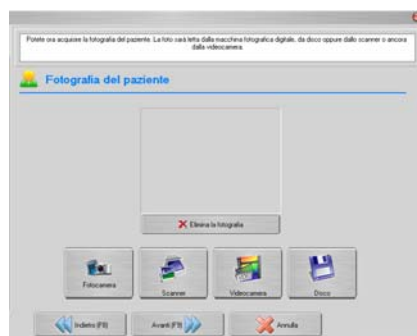 Potete ora acquisire la fotografia del paziente. La foto sarà letta dalla macchina fotografica digitale, da disco oppure dallo scanner o ancora
dalla videocamera.
Fotografia del paziente
Elimina la fotografia
Fotocamera
Scanner
Videocamera
Disco
Indietro (F8)
Avanti (F9)
Annulla